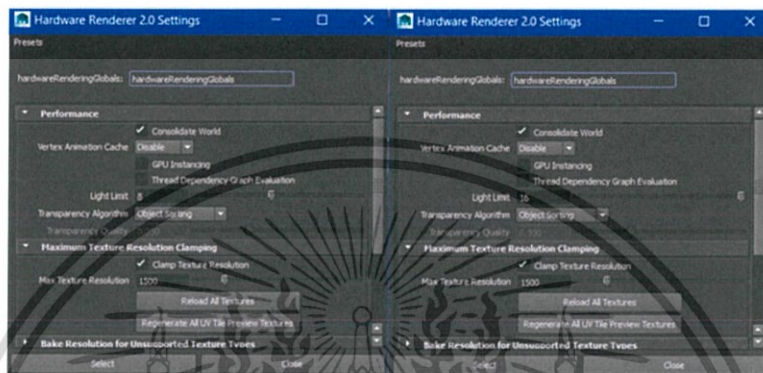 Hardware Renderer 2.0 Settings
Presets
hardwareRenderingGlobals: hardwareRenderingGlobals
Performance
Consolidate World
Vertex Animation Cache Disable
GPU Instancing
Thread Dependency Graph Evaluation
Light Limit 8
Transparency Algorithm Object Sorting
Transparency Quality
Maximum Texture Resolution Clamping
Clamp Texture Resolution
Max Texture Resolution 1500
Reload All Textures
Regenerate All UV Tile Preview Textures
Bake Resolution for Unsupported Texture Types
Select Close
Hardware Renderer 2.0 Settings
Presets
hardwareRenderingGlobals: hardwareRenderingGlobals
Performance
Consolidate World
Vertex Animation Cache Disable
GPU Instancing
Thread Dependency Graph Evaluation
Light Limit 16
Transparency Algorithm Object Sorting
Transparency Quality
Maximum Texture Resolution Clamping
Clamp Texture Resolution
Max Texture Resolution 1500
Reload All Textures
Regenerate All UV Tile Preview Textures
Bake Resolution for Unsupported Texture Types
Select Close